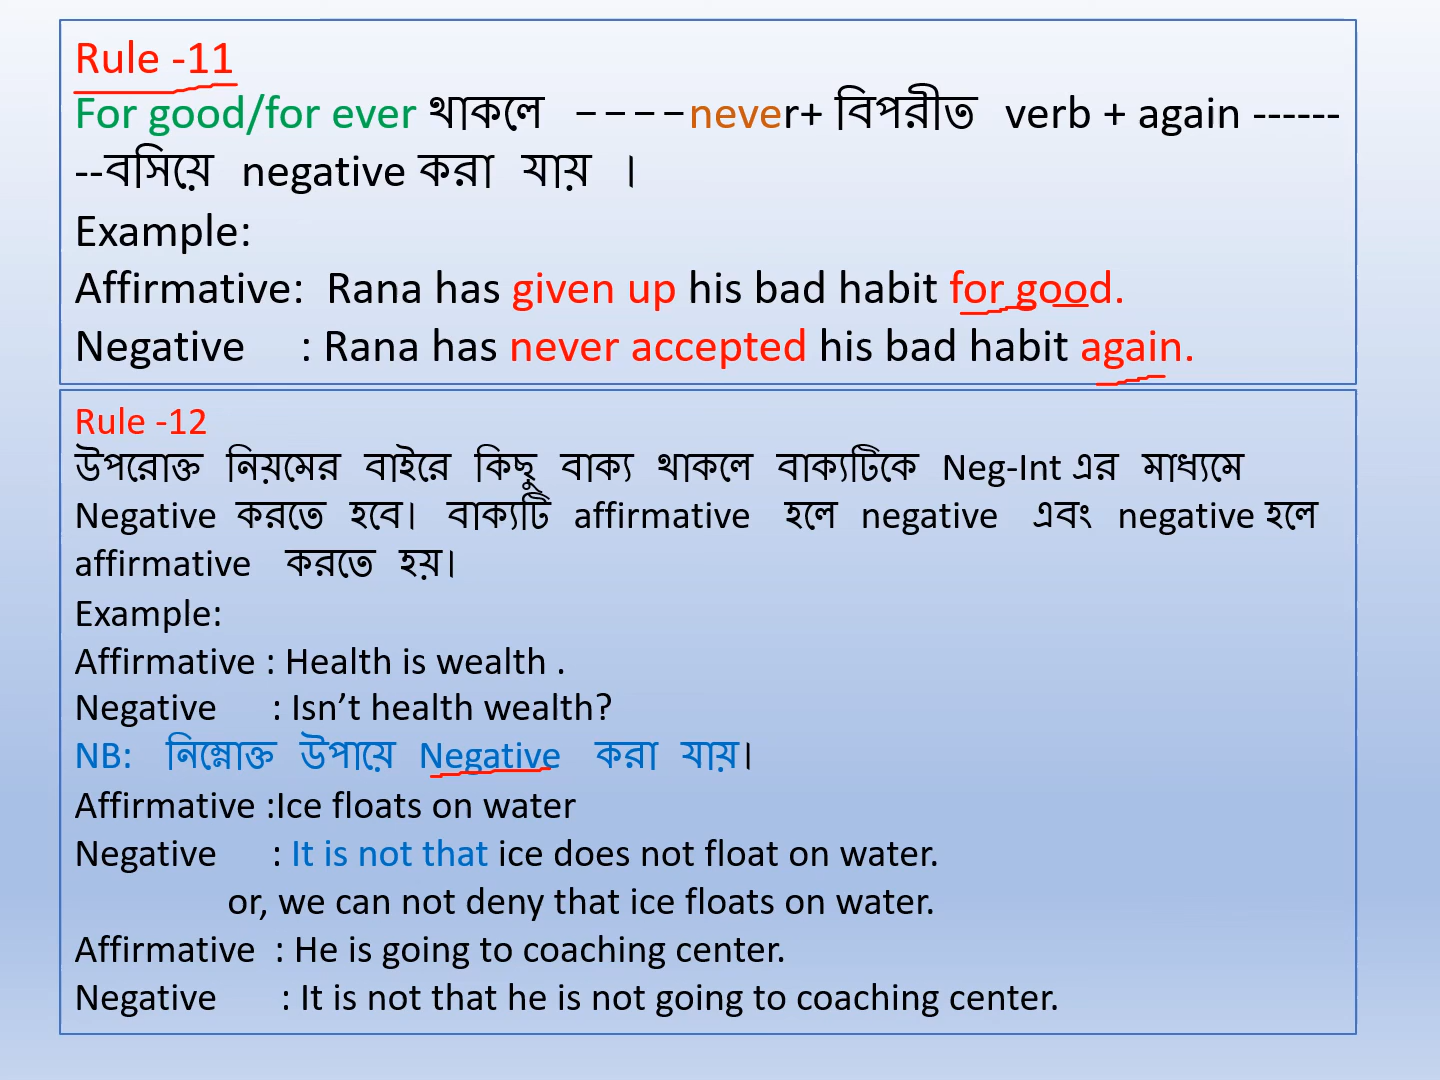 Rule -11
For good/for ever থাকলে ----never+ বিপরীত verb + again ------
--বসিয়ে negative করা যায় ।
Example:
Affirmative: Rana has given up his bad habit for good.
Negative : Rana has never accepted his bad habit again.
Rule -12
উপরোক্ত নিয়মের বাইরে কিছু বাক্য থাকলে বাক্যটিকে Neg-Int এর মাধ্যমে
Negative করতে হবে। বাক্যটি affirmative হলে negative এবং negative হলে
affirmative করতে হয়।
Example:
Affirmative : Health is wealth .
Negative : Isn’t health wealth?
NB: নিম্নোক্ত উপায়ে Negative করা যায়।
Affirmative :Ice floats on water
Negative : It is not that ice does not float on water.
or, we can not deny that ice floats on water.
Affirmative : He is going to coaching center.
Negative : It is not that he is not going to coaching center.